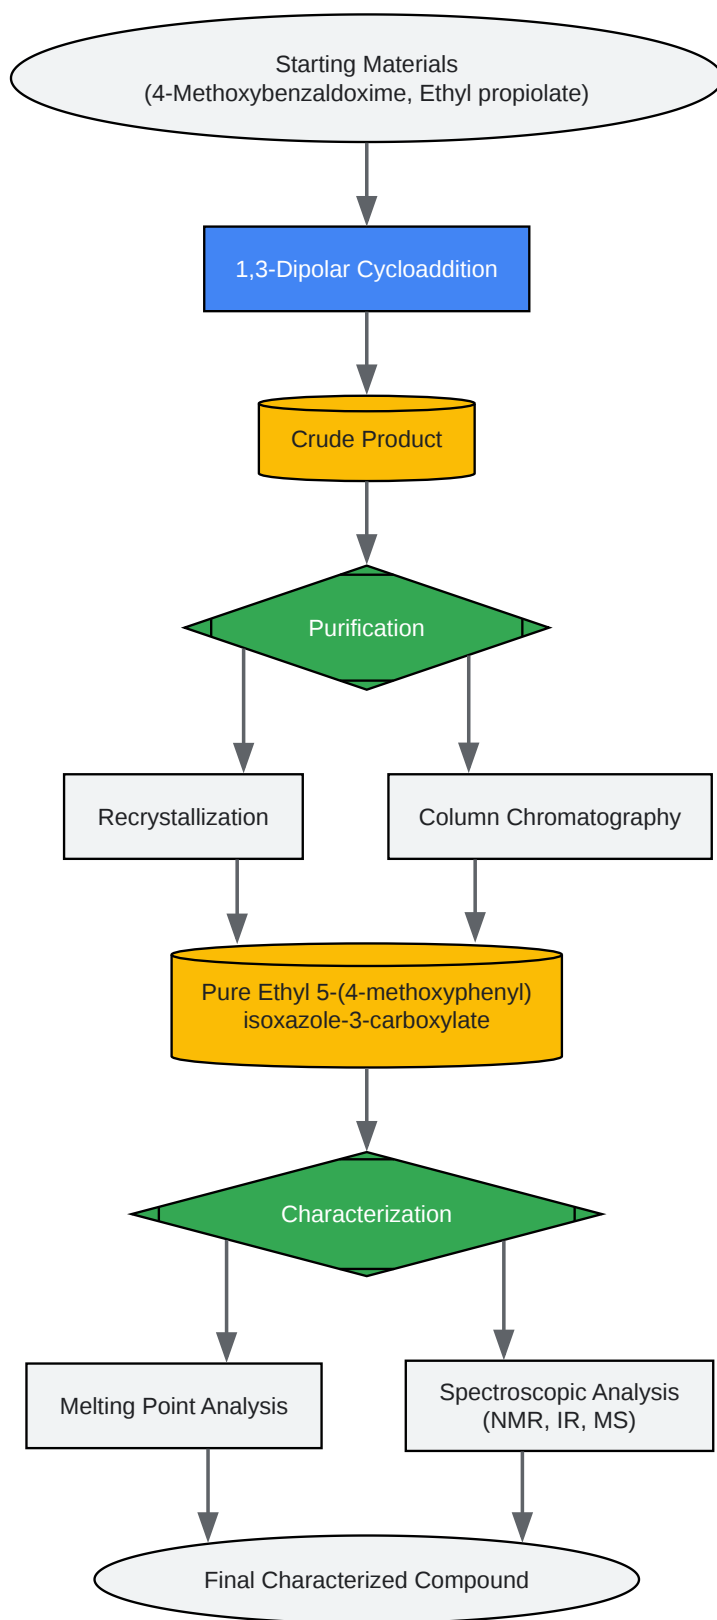 Starting Materials
(4-Methoxybenzaldoxime, Ethyl propiolate)
1,3-Dipolar Cycloaddition
Crude Product
Purification
Recrystallization
Column Chromatography
Pure Ethyl 5-(4-methoxyphenyl)
isoxazole-3-carboxylate
Characterization
Melting Point Analysis
Spectroscopic Analysis
(NMR, IR, MS)
Final Characterized Compound